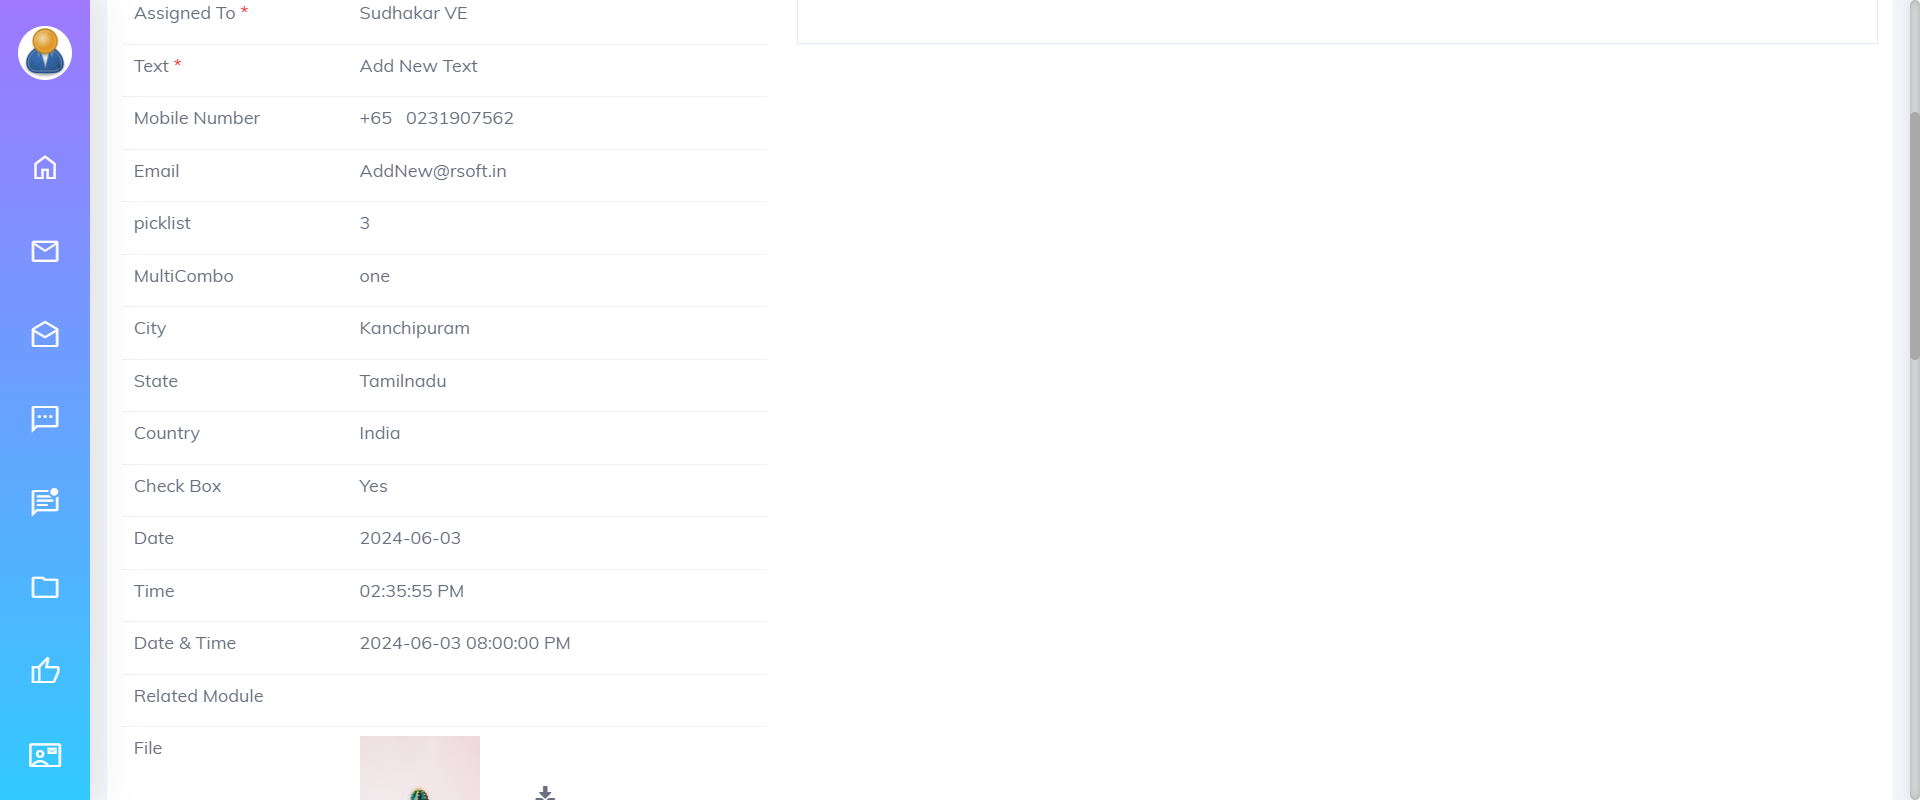 Assigned To * Sudhakar VE
Text * Add New Text
Mobile Number +65 0231907562
Email AddNew@rsoft.in
picklist 3
MultiCombo one
City Kanchipuram
State Tamilnadu
Country India
Check Box Yes
Date 2024-06-03
Time 02:35:55 PM
Date & Time 2024-06-03 08:00:00 PM
Related Module
File